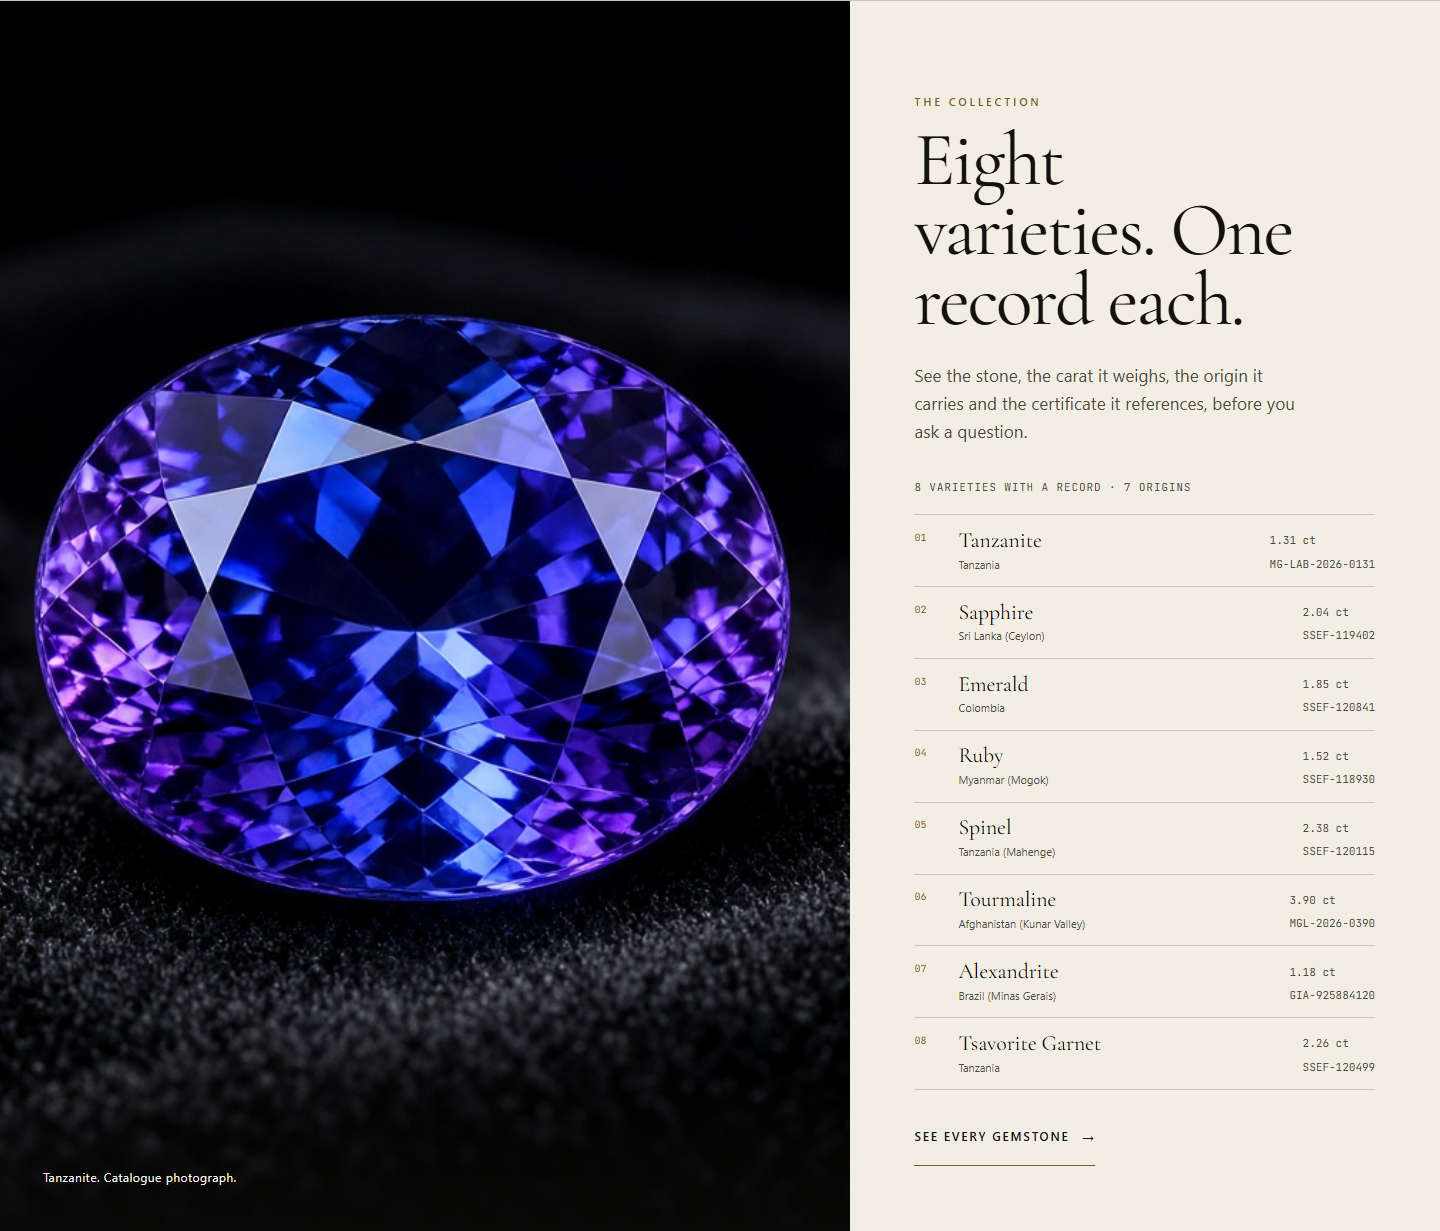 THE COLLECTION
Eight
varieties. One
record each.
See the stone, the carat it weighs, the origin it
carries and the certificate it references, before you
ask a question.
8 VARIETIES WITH A RECORD · 7 ORIGINS
01 Tanzanite 1.31 ct
Tanzania MG-LAB-2026-0131
02 Sapphire 2.04 ct
Sri Lanka (Ceylon) SSEF-119402
03 Emerald 1.85 ct
Colombia SSEF-120841
04 Ruby 1.52 ct
Myanmar (Mogok) SSEF-118930
05 Spinel 2.38 ct
Tanzania (Mahenge) SSEF-120115
06 Tourmaline 3.90 ct
Afghanistan (Kunar Valley) MGL-2026-0390
07 Alexandrite 1.18 ct
Brazil (Minas Gerais) GIA-925884120
08 Tsavorite Garnet 2.26 ct
Tanzania SSEF-120499
SEE EVERY GEMSTONE →
Tanzanite. Catalogue photograph.